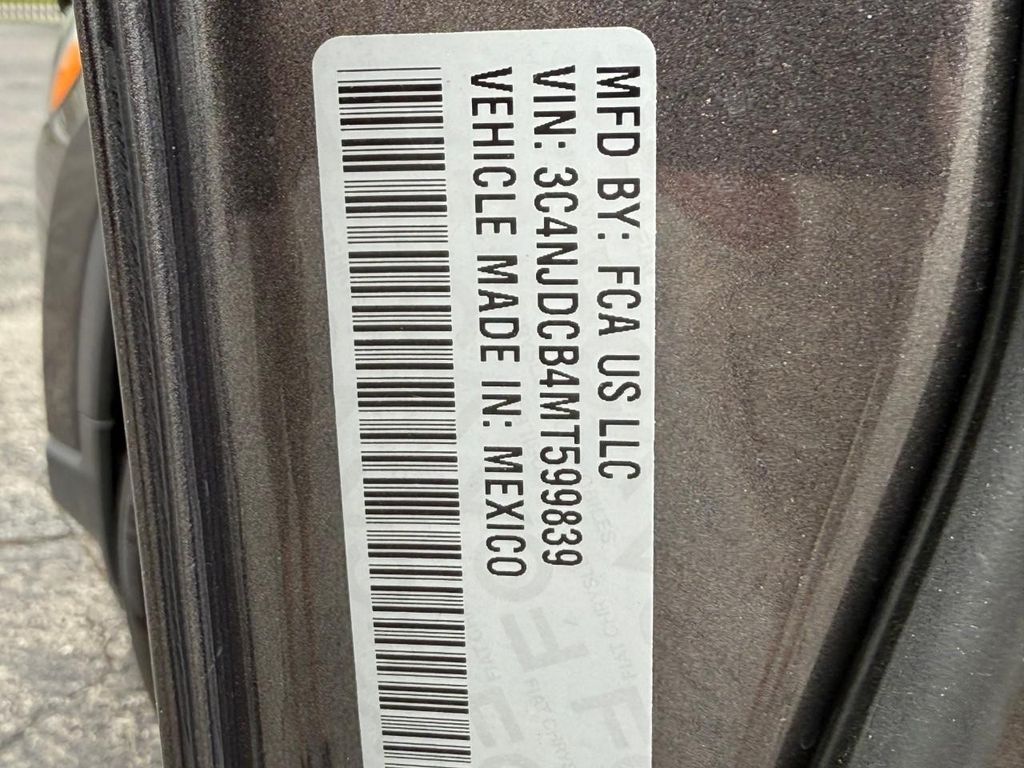 MFD BY: FCA US LLC
VIN: 3C4NJDCB4MT599839
VEHICLE MADE IN: MEXICO